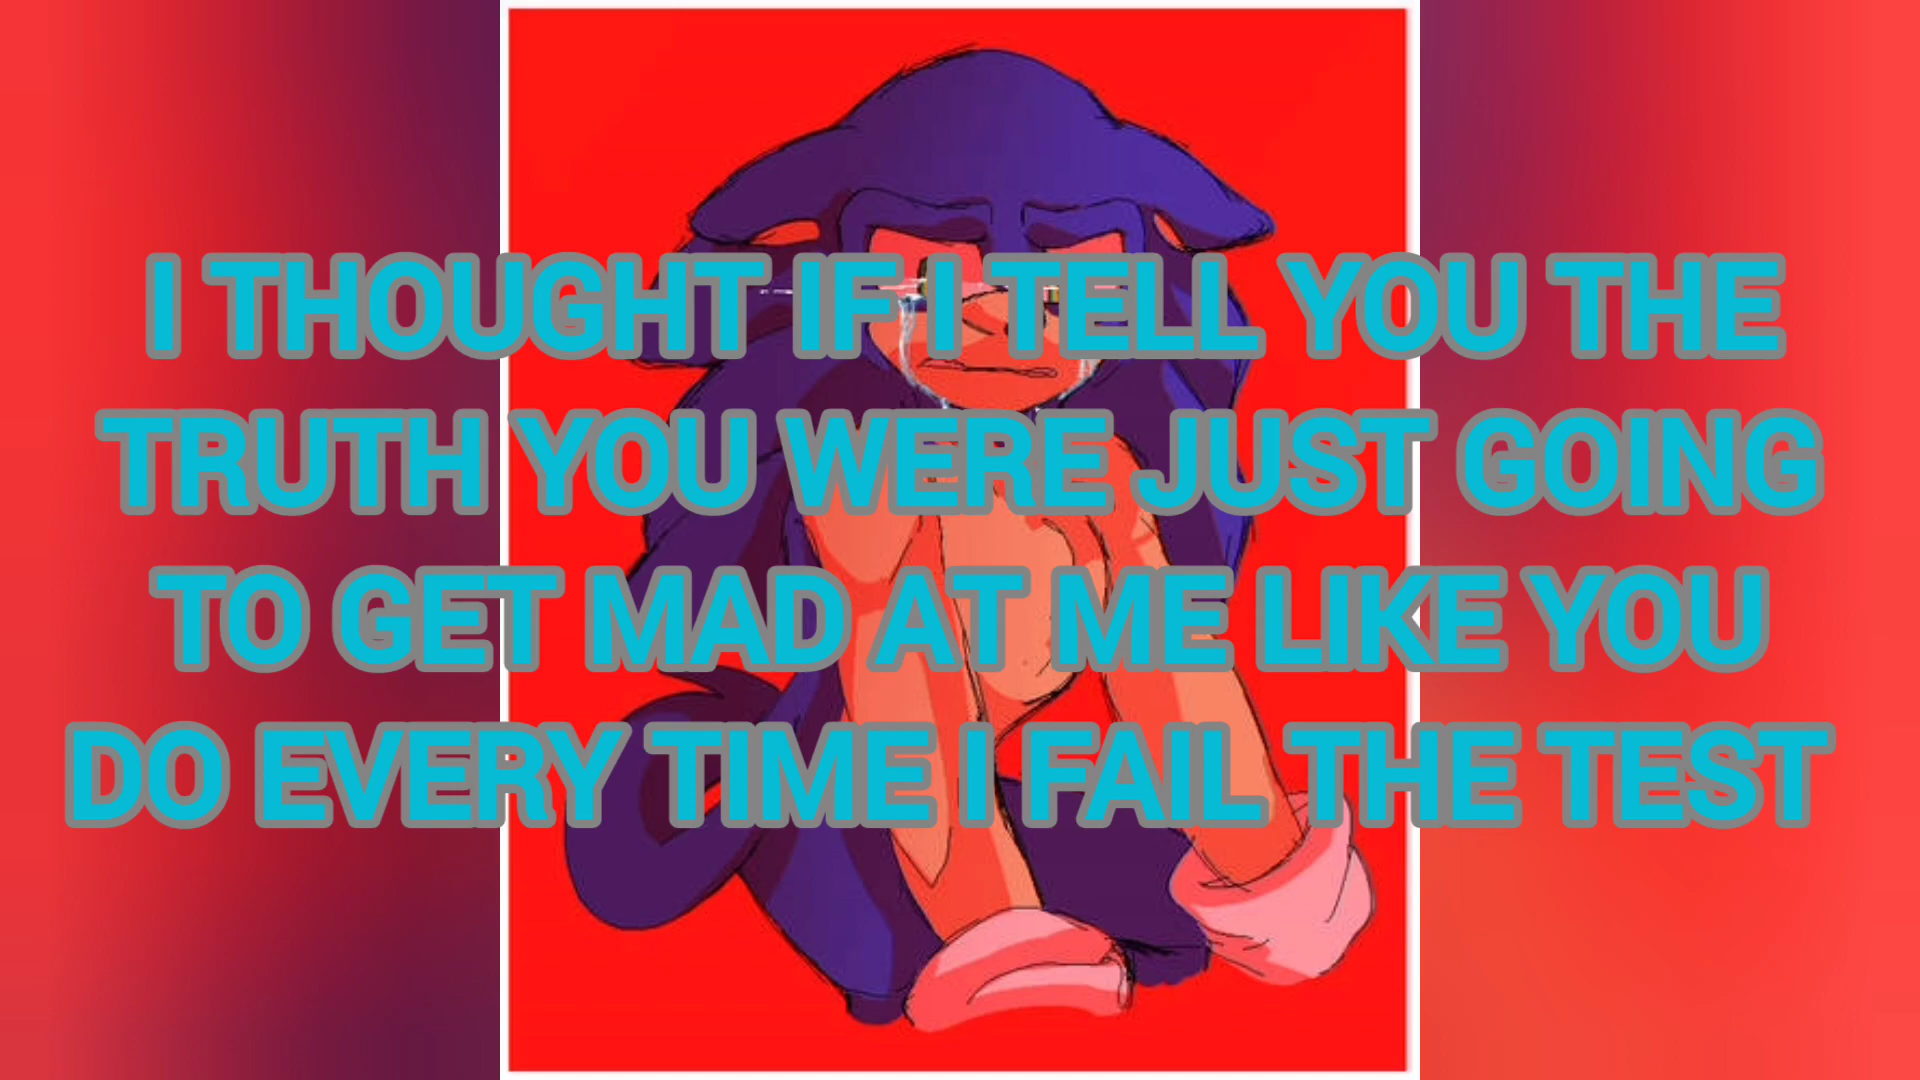 I THOUGHT IF I TELL YOU THE
TRUTH YOU WERE JUST GOING
TO GET MAD AT ME LIKE YOU
DO EVERY TIME I FAIL THE TEST